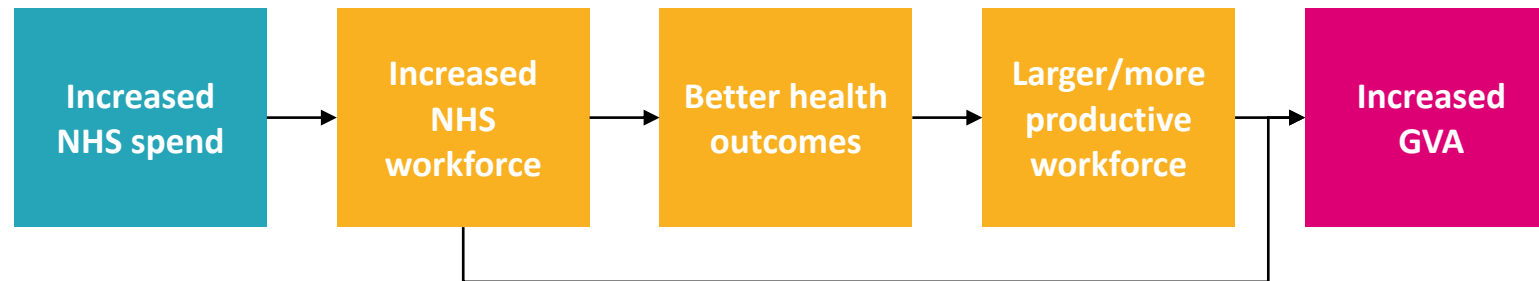 Increased
NHS spend
Increased
NHS
workforce
Better health
outcomes
Larger/more
productive
workforce
Increased
GVA